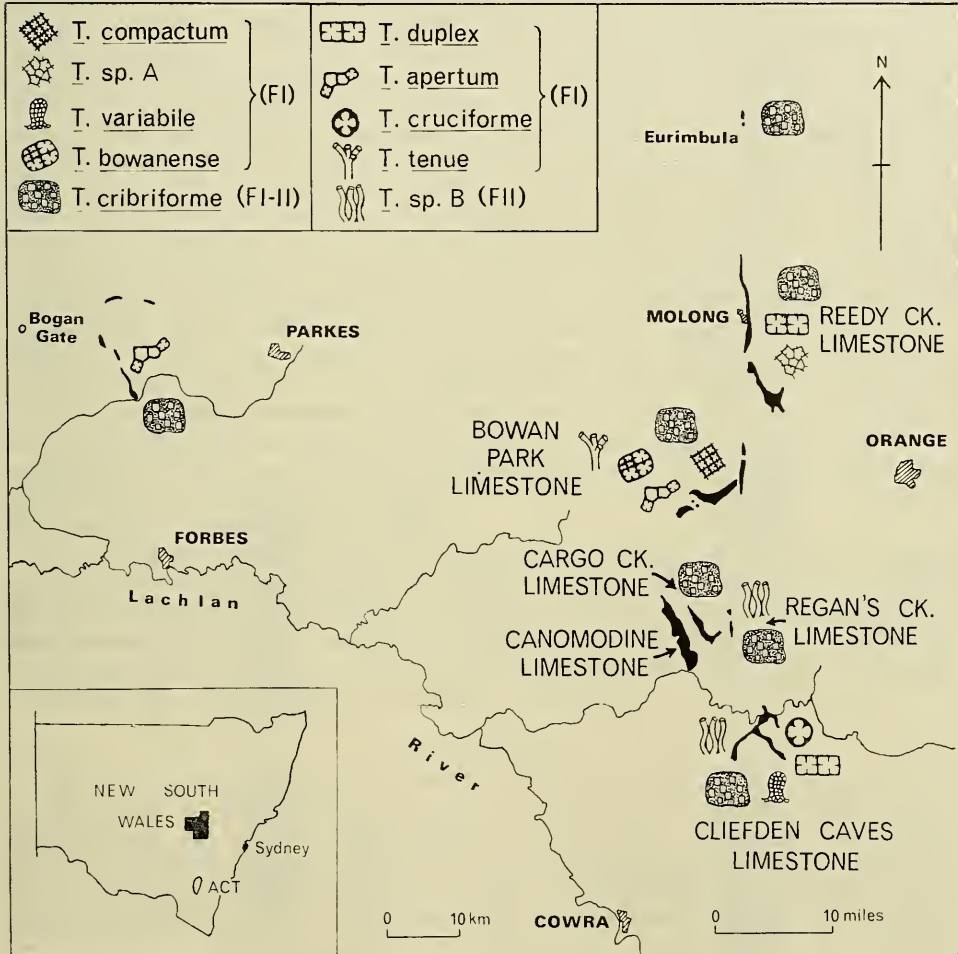 T. compactum
T. sp. A
T. variabile
T. bowanense
(FI)
T. cribriforme (FI-II)
T. duplex
T. apertum
T. cruciforme
T. tenue
(FI)
T. sp. B (FII)
N
Eurimbula
Bogan
Gate
PARKES
MOLONG
REEDY CK.
LIMESTONE
BOWAN
PARK
LIMESTONE
ORANGE
FORBES
Lachlan
CARGO CK.
LIMESTONE
REGAN'S CK.
LIMESTONE
CANOMODINE
LIMESTONE
River
CLIEFDEN CAVES
LIMESTONE
NEW SOUTH
WALES
Sydney
ACT
0 10 km
COWRA
0 10 miles